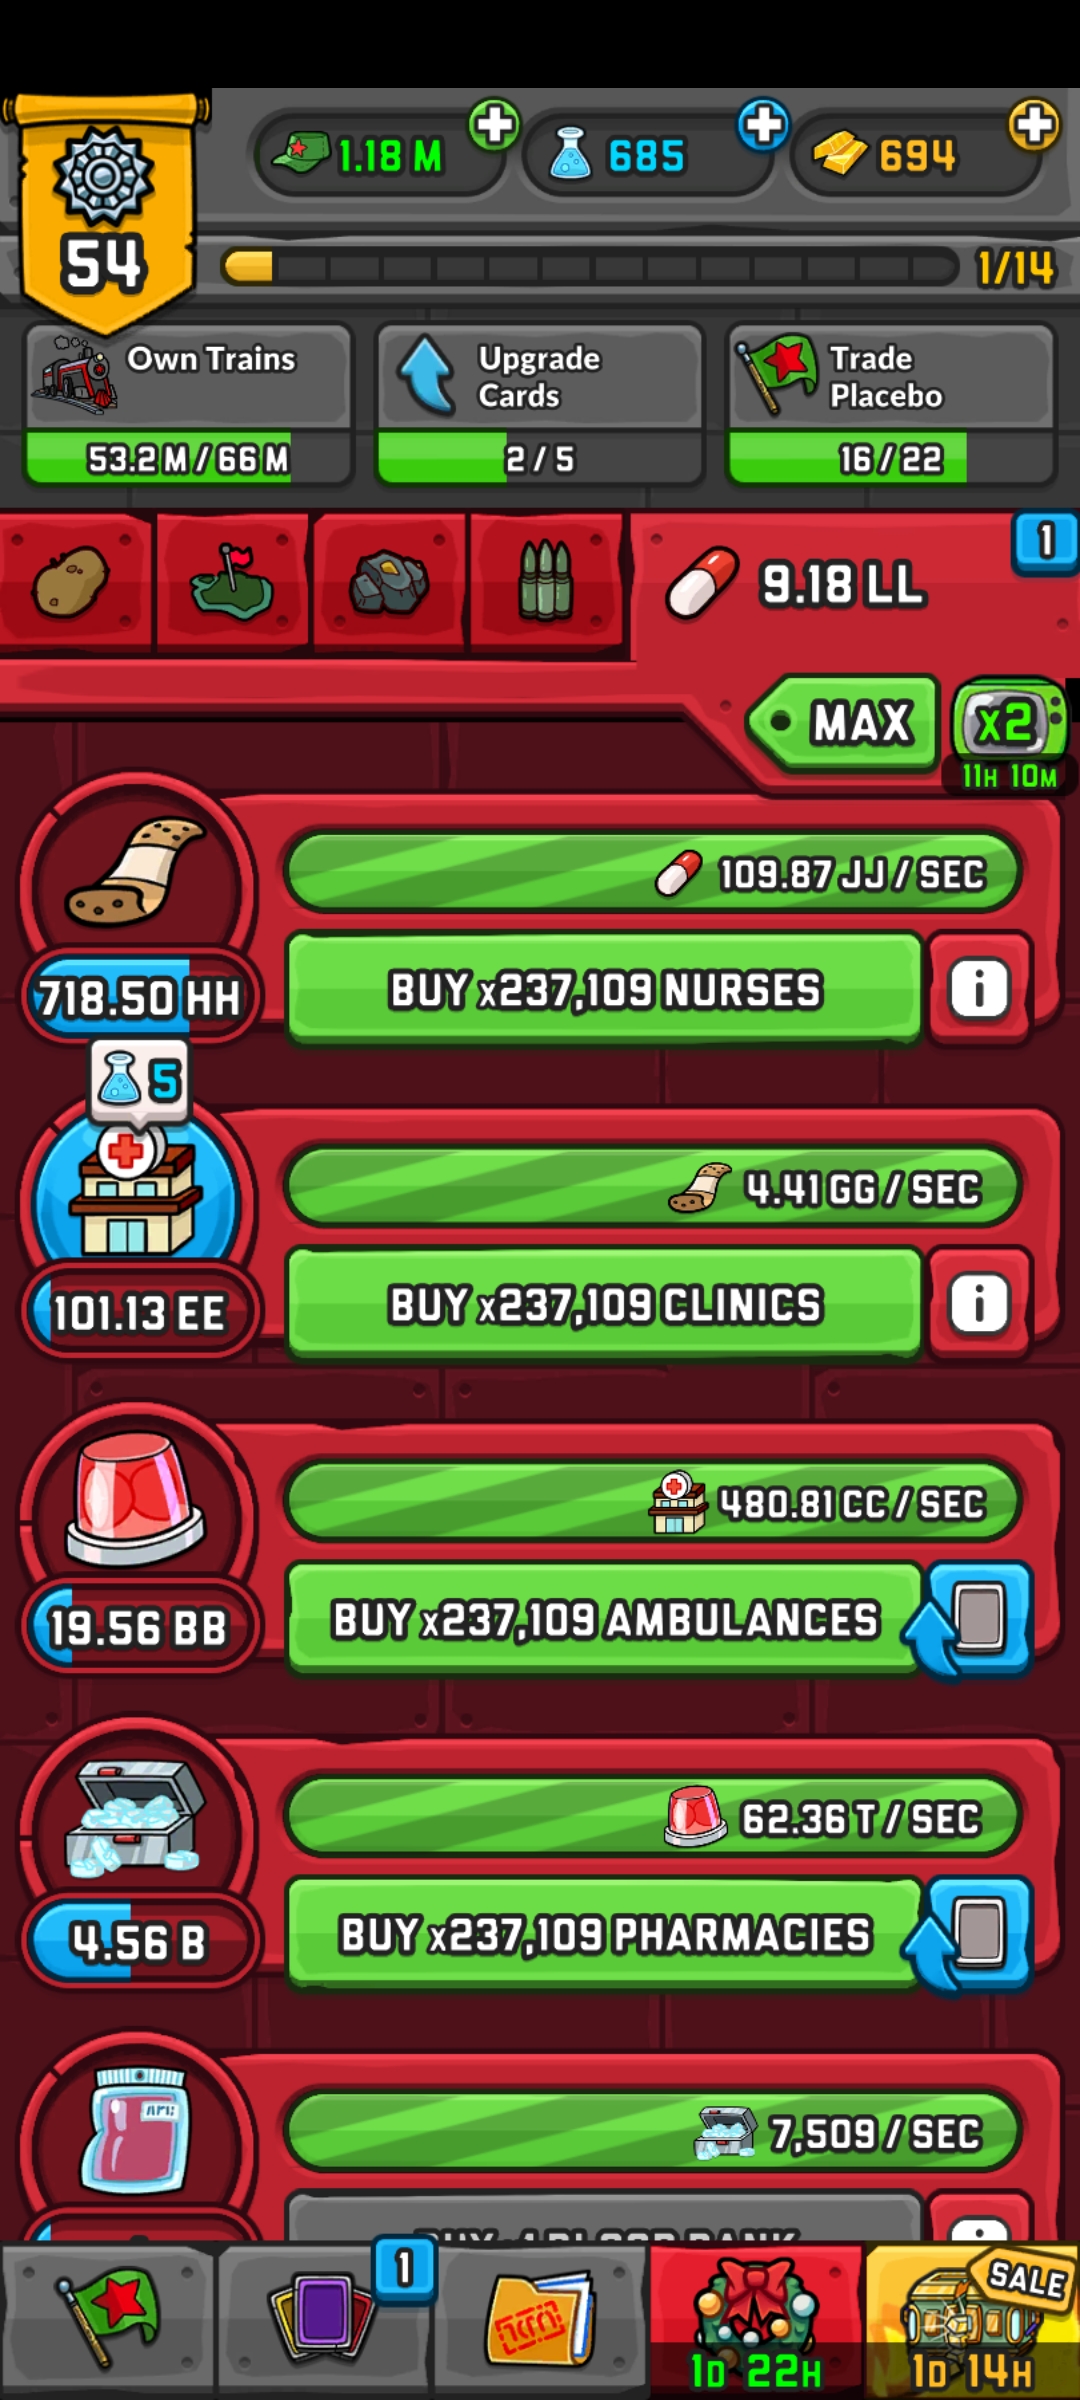 1.18 M
685
694
54
1/14
Own Trains
53.2 M / 66 M
Upgrade
Cards
2 / 5
Trade
Placebo
16 / 22
9.18 LL
1
MAX
x2
11H 10M
109.87 JJ / SEC
718.50 HH
BUY x237,109 NURSES
i
5
4.41 GG / SEC
101.13 EE
BUY x237,109 CLINICS
i
480.81 CC / SEC
19.56 BB
BUY x237,109 AMBULANCES
62.36 T / SEC
4.56 B
BUY x237,109 PHARMACIES
7,509 / SEC
BUY x1 BLOOD BANK
1
SALE
1D 22H
1D 14H